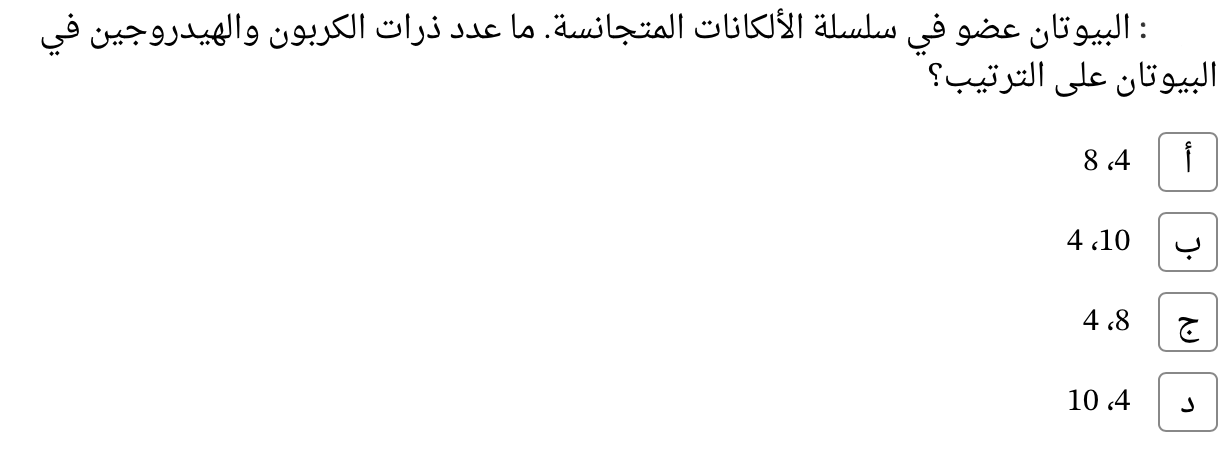 : البيوتان عضو في سلسلة الألكانات المتجانسة. ما عدد ذرات الكربون والهيدروجين في
البيوتان على الترتيب؟
أ 4، 8
ب 10، 4
ج 8، 4
د 4، 10